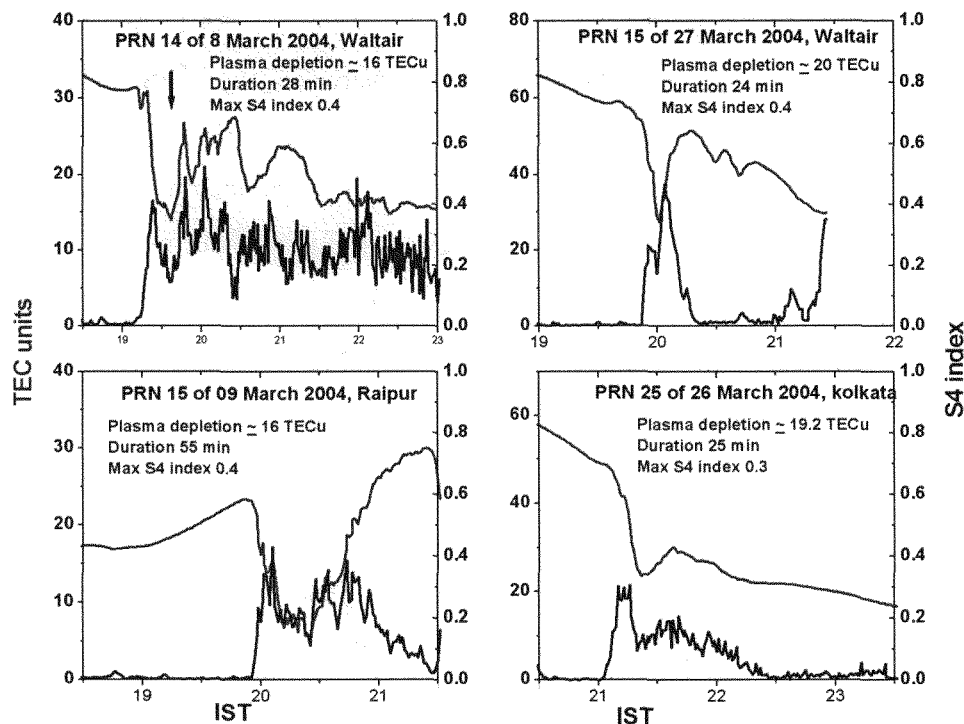 PRN 14 of 8 March 2004, Waltair
Plasma depletion ~ 16 TECu
Duration 28 min
Max S4 index 0.4
40
30
20
10
0
1.0
0.8
0.6
0.4
0.2
0.0
19 20 21 22 23
PRN 15 of 27 March 2004, Waltair
Plasma depletion ~ 20 TECu
Duration 24 min
Max S4 index 0.4
80
60
40
20
0
1.0
0.8
0.6
0.4
0.2
0.0
19 20 21 22
TEC units
S4 index
PRN 15 of 09 March 2004, Raipur
Plasma depletion ~ 16 TECu
Duration 55 min
Max S4 index 0.4
40
30
20
10
0
1.0
0.8
0.6
0.4
0.2
0.0
19 20 21
IST
PRN 25 of 26 March 2004, kolkata
Plasma depletion ~ 19.2 TECu
Duration 25 min
Max S4 index 0.3
60
40
20
0
1.0
0.8
0.6
0.4
0.2
0.0
21 22 23
IST